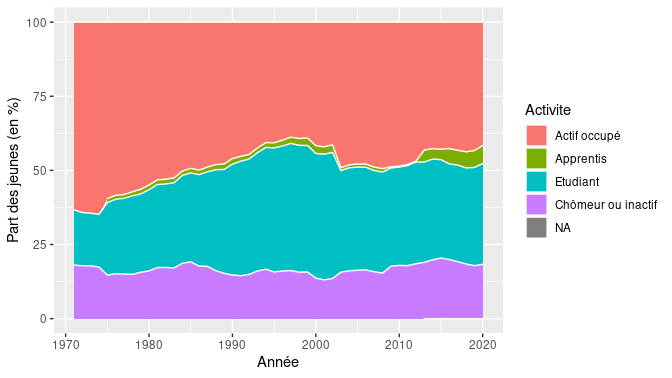 100
75
50
25
0
Part des jeunes (en %)
1970 1980 1990 2000 2010 2020
Année
Activite
Actif occupé
Apprentis
Etudiant
Chômeur ou inactif
NA